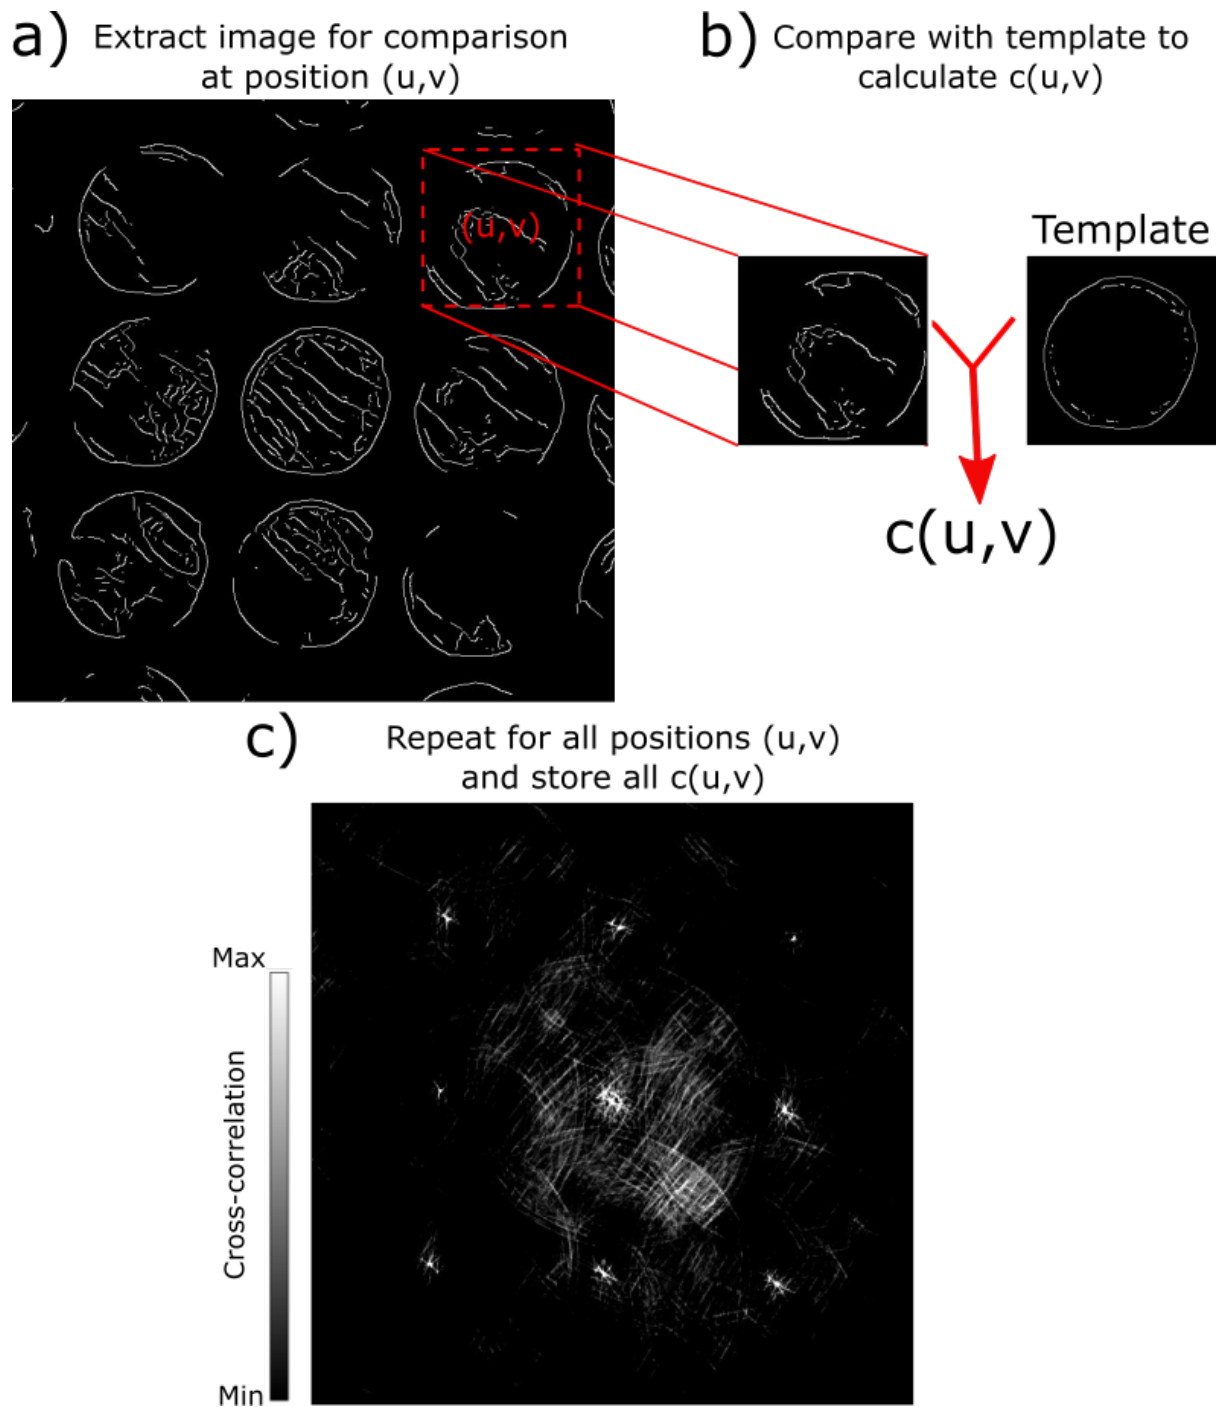 a) Extract image for comparison
at position (u,v)
b) Compare with template to
calculate c(u,v)
(u,v)
Template
c(u,v)
c) Repeat for all positions (u,v)
and store all c(u,v)
Max
Cross-correlation
Min